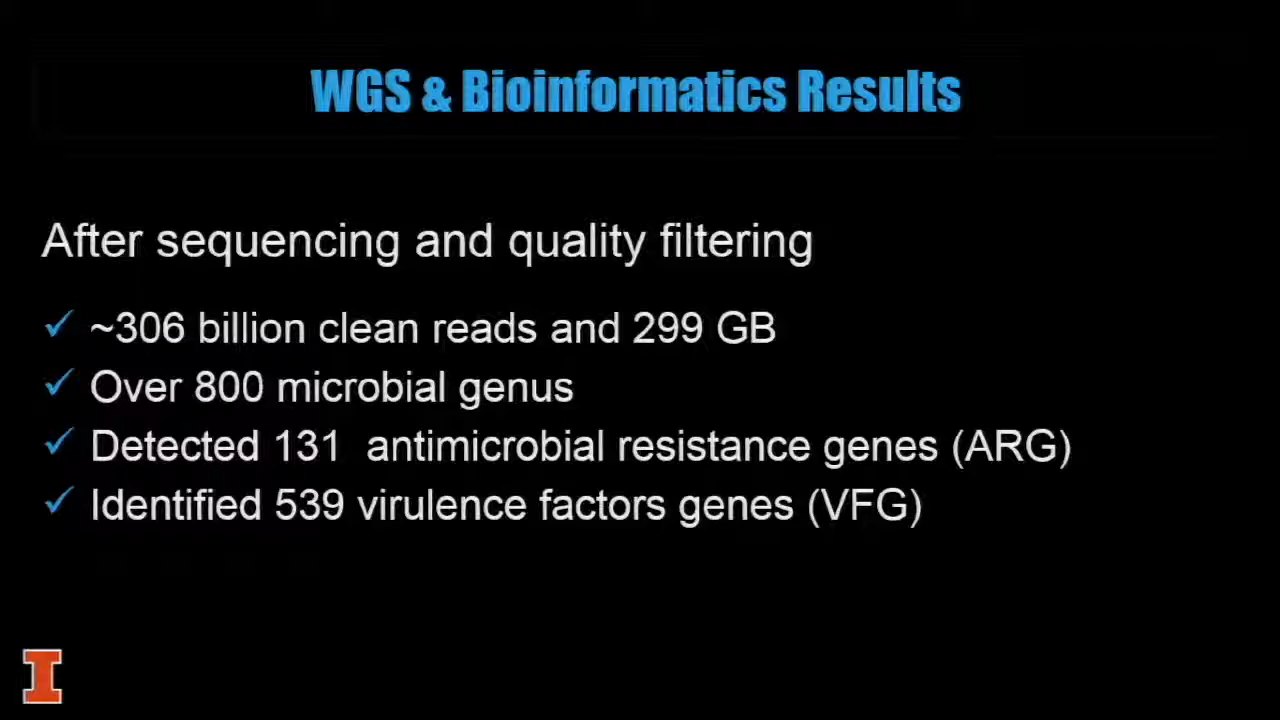 WGS & Bioinformatics Results
After sequencing and quality filtering
✓ ~306 billion clean reads and 299 GB
✓ Over 800 microbial genus
✓ Detected 131  antimicrobial resistance genes (ARG)
✓ Identified 539 virulence factors genes (VFG)
I